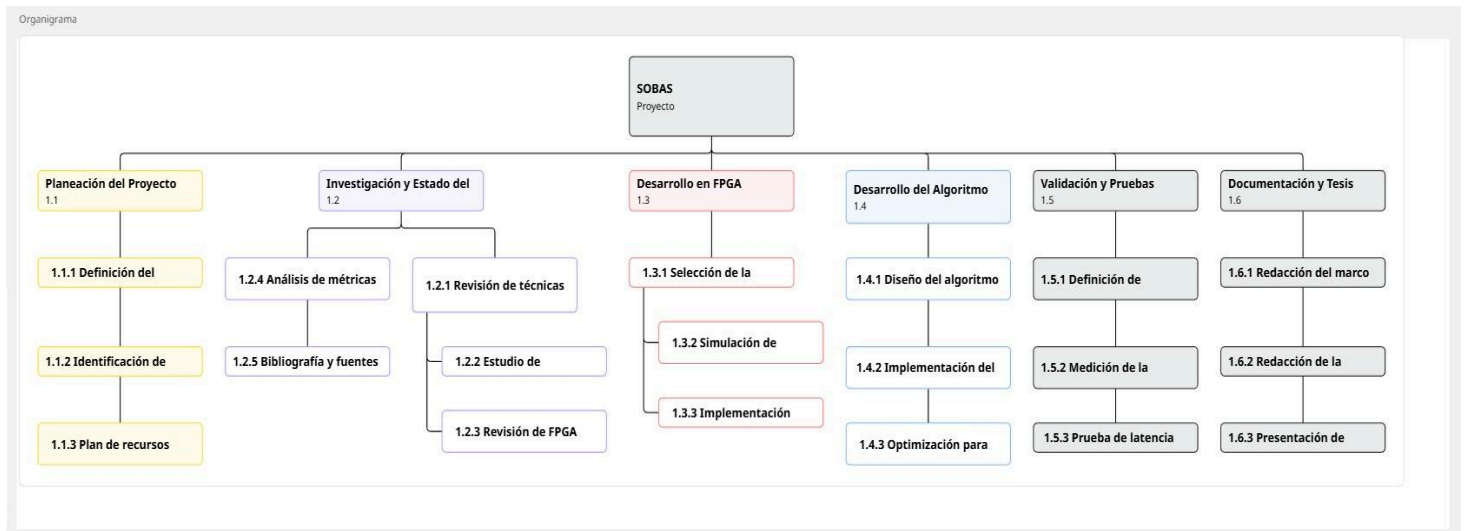 Organigrama
SOBAS
Proyecto
Planeación del Proyecto
1.1
Investigación y Estado del
1.2
Desarrollo en FPGA
1.3
Desarrollo del Algoritmo
1.4
Validación y Pruebas
1.5
Documentación y Tesis
1.6
1.1.1 Definición del
1.1.2 Identificación de
1.1.3 Plan de recursos
1.2.4 Análisis de métricas
1.2.5 Bibliografía y fuentes
1.2.1 Revisión de técnicas
1.2.2 Estudio de
1.2.3 Revisión de FPGA
1.3.1 Selección de la
1.3.2 Simulación de
1.3.3 Implementación
1.4.1 Diseño del algoritmo
1.4.2 Implementación del
1.4.3 Optimización para
1.5.1 Definición de
1.5.2 Medición de la
1.5.3 Prueba de latencia
1.6.1 Redacción del marco
1.6.2 Redacción de la
1.6.3 Presentación de